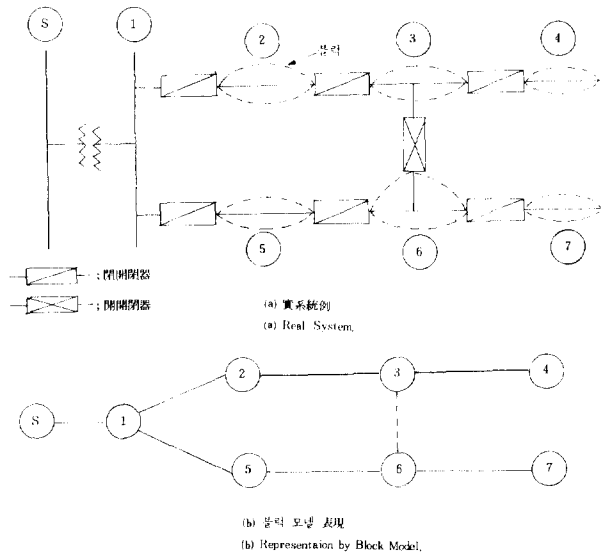 S
1
2
블럭
3
4
5
6
7
; 閉開閉器
; 開開閉器
(a) 實系統例
(a) Real System.
S
1
2
3
4
5
6
7
(b) 블럭 모델 表現
(b) Representaion by Block Model.